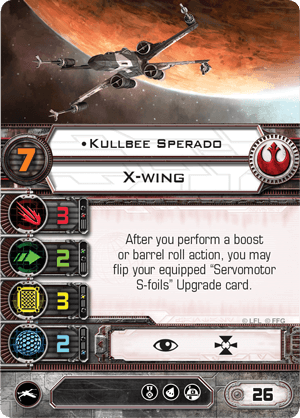 •Kullbee Sperado
7
X-wing
3
2
3
2
After you perform a boost
or barrel roll action, you may
flip your equipped “Servomotor
S-foils” Upgrade card.
© LFL © FFG
26